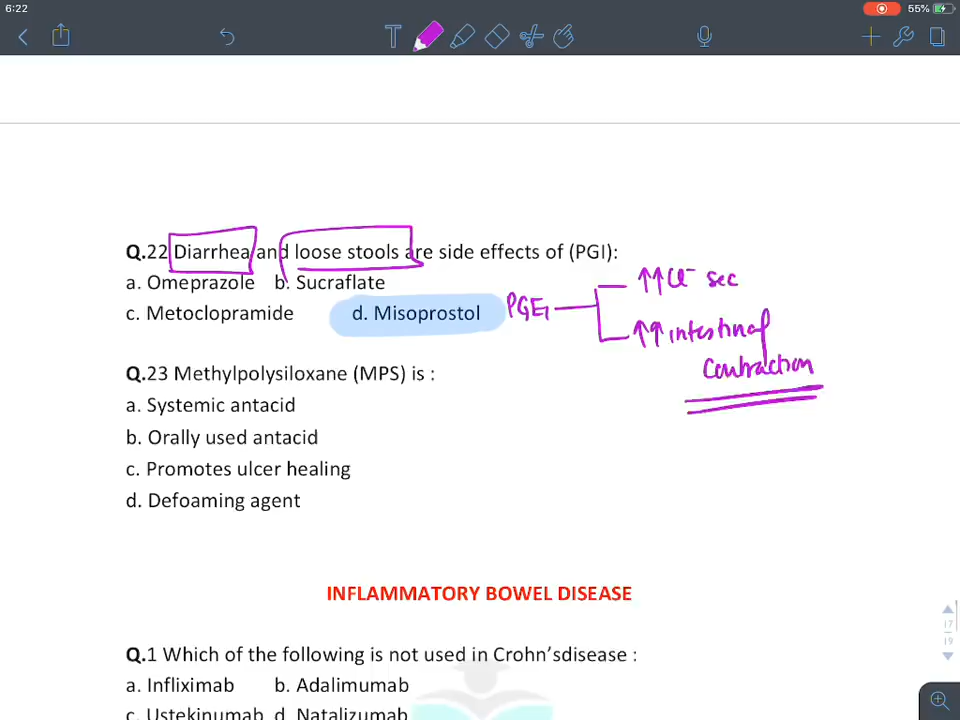 6:22
55%
T
Q.22 Diarrhea and loose stools are side effects of (PGI):
a. Omeprazole b. Sucraflate
c. Metoclopramide d. Misoprostol
PGE₁
↑↑ Cl⁻ sec
↑↑ intestinal
contraction
Q.23 Methylpolysiloxane (MPS) is :
a. Systemic antacid
b. Orally used antacid
c. Promotes ulcer healing
d. Defoaming agent
INFLAMMATORY BOWEL DISEASE
17
19
Q.1 Which of the following is not used in Crohn'sdisease :
a. Infliximab b. Adalimumab
c. Ustekinumab d. Natalizumab